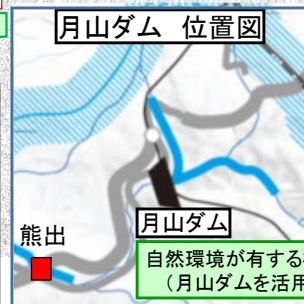 月山ダム 位置図
熊出
月山ダム
自然環境が有する
（月山ダムを活用